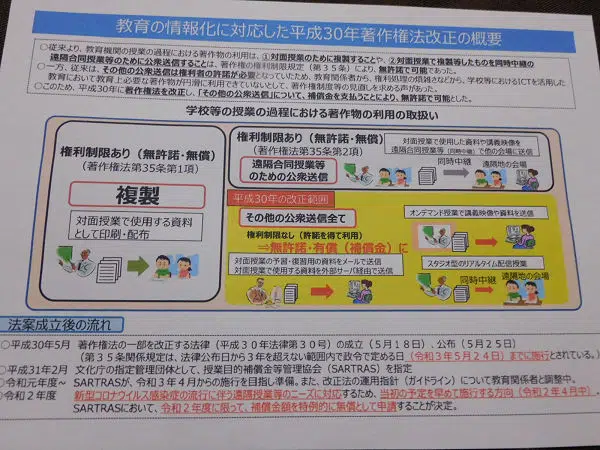 教育の情報化に対応した平成30年著作権法改正の概要
○従来より、教育機関の授業の過程における著作物の利用は、①対面授業のために複製することや、②対面授業で複製等したものを同時中継の
遠隔合同授業等のために公衆送信することは、著作権の権利制限規定（第35条）により、無許諾で可能であった。
○一方、従来は、その他の公衆送信は権利者の許諾が必要となっていたため、教育関係者から、権利処理の煩雑さなどから、学校等におけるICTを活用した
教育において教育上必要な著作物が円滑に利用できていないとして、著作権制度等の見直しを求める声があった。
○このため、平成30年に著作権法を改正し、「その他の公衆送信」について、補償金を支払うことにより、無許諾で可能とした。
学校等の授業の過程における著作物の利用の取扱い
権利制限あり（無許諾・無償）
（著作権法第35条第1項）
複製
対面授業で使用する資料
として印刷・配布
権利制限あり（無許諾・無償）
（著作権法第35条第2項）
遠隔合同授業等
のための公衆送信
対面授業で使用した資料や講義映像を
遠隔合同授業等（同時中継）で他の会場に送信
同時中継
遠隔地の会場
平成30年の改正範囲
その他の公衆送信全て
権利制限なし（許諾を得て利用）
⇒無許諾・有償（補償金）に
対面授業の予習・復習用の資料をメールで送信
対面授業で使用する資料を外部サーバ経由で送信
オンデマンド授業で講義映像や資料を送信
スタジオ型のリアルタイム配信授業
同時中継
遠隔地の会場
法案成立後の流れ
○平成30年5月 著作権法の一部を改正する法律（平成30年法律第30号）の成立（5月18日）、公布（5月25日）
（第35条関係規定は、法律公布日から3年を超えない範囲内で政令で定める日（令和3年5月24日）までに施行とされている。
○平成31年2月 文化庁の指定管理団体として、授業目的補償金等管理協会（SARTRAS）を指定
○令和元年度~ SARTRASが、令和3年4月からの施行を目指し準備。また、改正法の運用指針（ガイドライン）について教育関係者と調整中。
○令和2年度 新型コロナウイルス感染症の流行に伴う遠隔授業等のニーズに対応するため、当初の予定を早めて施行する方向（令和2年4月中）。
SARTRASにおいて、令和2年度に限って、補償金額を特例的に無償として申請することが決定。